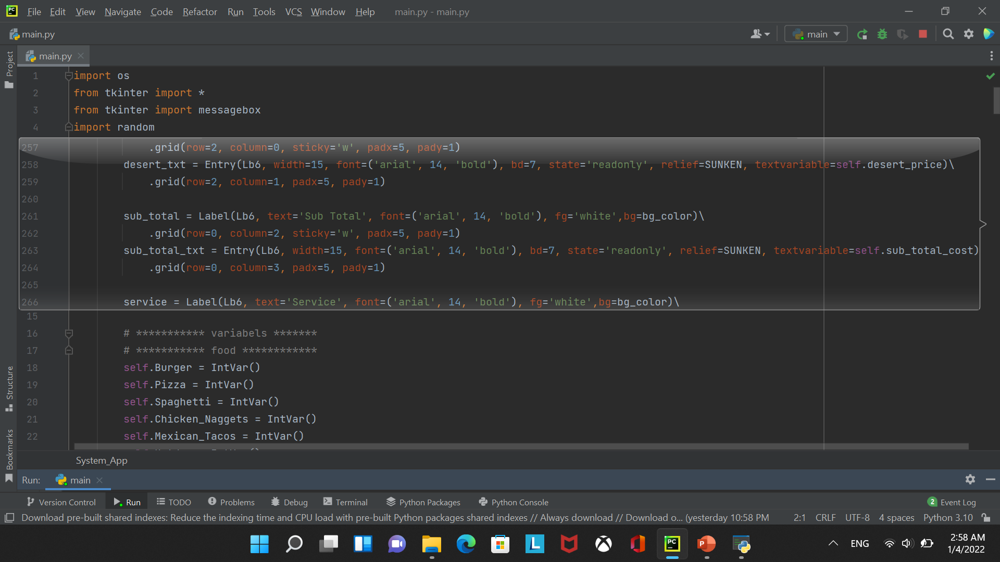 File Edit View Navigate Code Refactor Run Tools VCS Window Help main.py - main.py
main.py
main
main.py
Project
1 import os
2 from tkinter import *
3 from tkinter import messagebox
4 import random
257 .grid(row=2, column=0, sticky='w', padx=5, pady=1)
258 desert_txt = Entry(Lb6, width=15, font=('arial', 14, 'bold'), bd=7, state='readonly', relief=SUNKEN, textvariable=self.desert_price)\
259 .grid(row=2, column=1, padx=5, pady=1)
260
261 sub_total = Label(Lb6, text='Sub Total', font=('arial', 14, 'bold'), fg='white',bg=bg_color)\
262 .grid(row=0, column=2, sticky='w', padx=5, pady=1)
263 sub_total_txt = Entry(Lb6, width=15, font=('arial', 14, 'bold'), bd=7, state='readonly', relief=SUNKEN, textvariable=self.sub_total_cost)
264 .grid(row=0, column=3, padx=5, pady=1)
265
266 service = Label(Lb6, text='Service', font=('arial', 14, 'bold'), fg='white',bg=bg_color)\
15
16 # *********** variabels *******
17 # *********** food ************
18 self.Burger = IntVar()
19 self.Pizza = IntVar()
20 self.Spaghetti = IntVar()
21 self.Chicken_Naggets = IntVar()
22 self.Mexican_Tacos = IntVar()
Structure
Bookmarks
System_App
Run: main
Version Control Run TODO Problems Debug Terminal Python Packages Python Console 2 Event Log
Download pre-built shared indexes: Reduce the indexing time and CPU load with pre-built Python packages shared indexes // Always download // Download o... (yesterday 10:58 PM 2:1 CRLF UTF-8 4 spaces Python 3.10
ENG
2:58 AM
1/4/2022